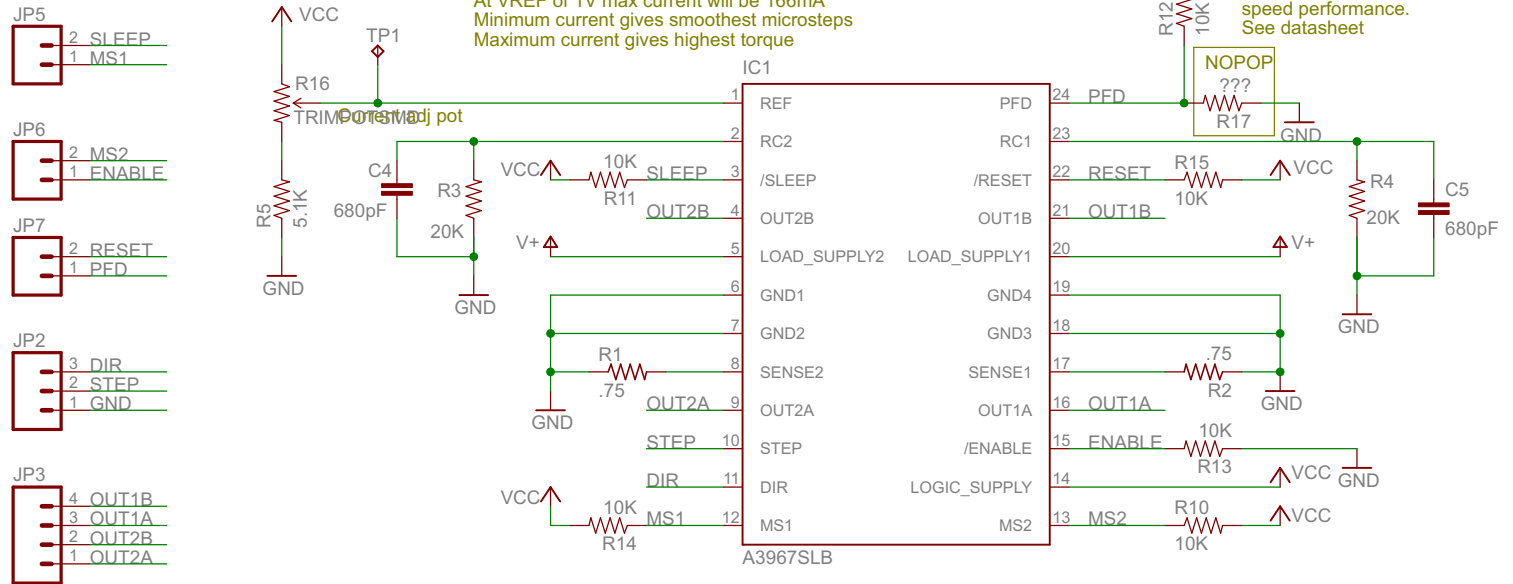 JP5
2 SLEEP
1 MS1
JP6
2 MS2
1 ENABLE
JP7
2 RESET
1 PFD
JP2
3 DIR
2 STEP
1 GND
JP3
4 OUT1B
3 OUT1A
2 OUT2B
1 OUT2A
VCC
R16
TRIMPOTSMD
Current adj pot
R5
5.1K
GND
TP1
At VREF of 1V max current will be 166mA
Minimum current gives smoothest microsteps
Maximum current gives highest torque
C4
680pF
R3
20K
GND
VCC
10K
R11
SLEEP
OUT2B
V+
R1
.75
GND
OUT2A
STEP
DIR
VCC
10K
R14
MS1
IC1
1 REF
2 RC2
3 /SLEEP
4 OUT2B
5 LOAD_SUPPLY2
6 GND1
7 GND2
8 SENSE2
9 OUT2A
10 STEP
11 DIR
12 MS1
PFD 24
RC1 23
/RESET 22
OUT1B 21
LOAD_SUPPLY1 20
GND4 19
GND3 18
SENSE1 17
OUT1A 16
/ENABLE 15
LOGIC_SUPPLY 14
MS2 13
A3967SLB
PFD
R12
10K
speed performance.
See datasheet
NOPOP
???
R17
GND
RESET
R15
10K
VCC
OUT1B
V+
R4
20K
C5
680pF
GND
.75
R2
GND
OUT1A
ENABLE
10K
R13
GND
VCC
MS2
R10
10K
VCC